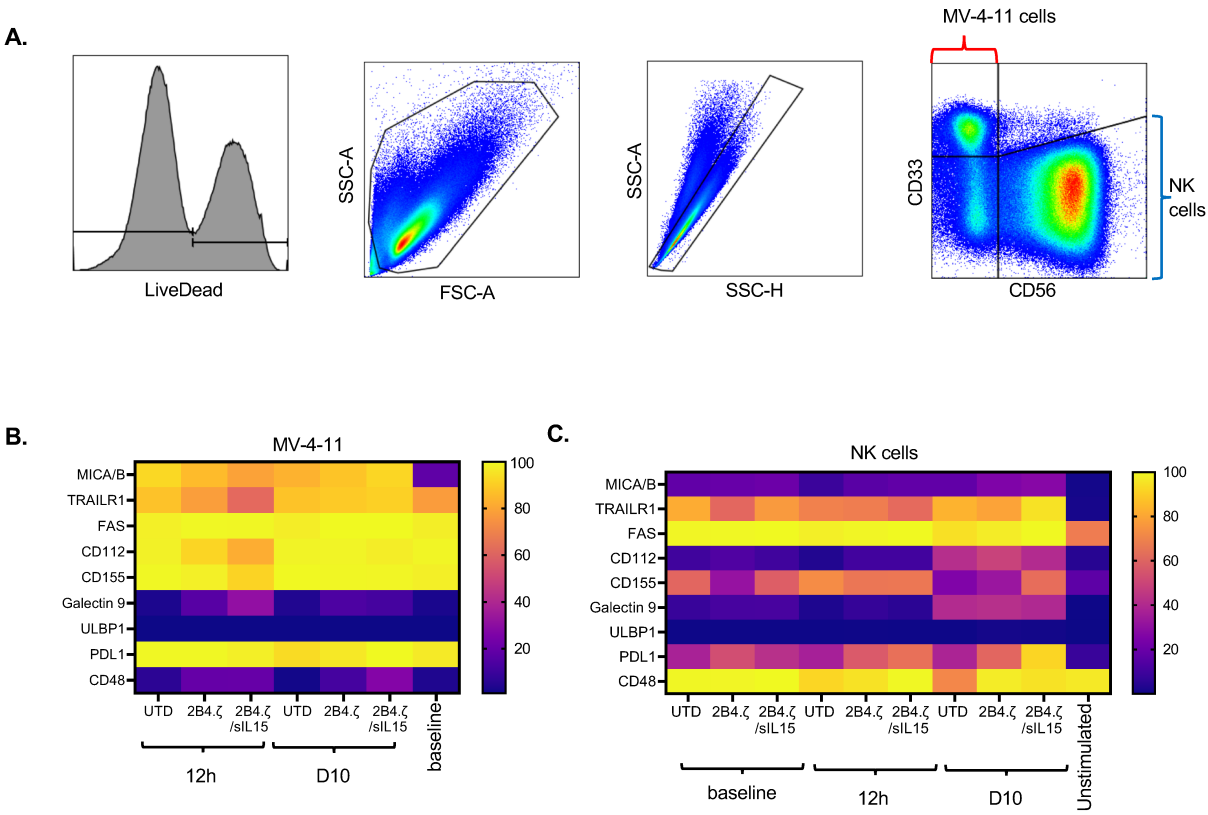 A.
MV-4-11 cells
SSC-A
SSC-A
CD33
NK
cells
LiveDead
FSC-A
SSC-H
CD56
B.
MV-4-11
MICA/B
TRAILR1
FAS
CD112
CD155
Galectin 9
ULBP1
PDL1
CD48
100
80
60
40
20
UTD
2B4.ζ
2B4.ζ
/sIL15
UTD
2B4.ζ
2B4.ζ
/sIL15
baseline
12h
D10
C.
NK cells
MICA/B
TRAILR1
FAS
CD112
CD155
Galectin 9
ULBP1
PDL1
CD48
100
80
60
40
20
UTD
2B4.ζ
2B4.ζ
/sIL15
UTD
2B4.ζ
2B4.ζ
/sIL15
UTD
2B4.ζ
2B4.ζ
/sIL15
Unstimulated
baseline
12h
D10